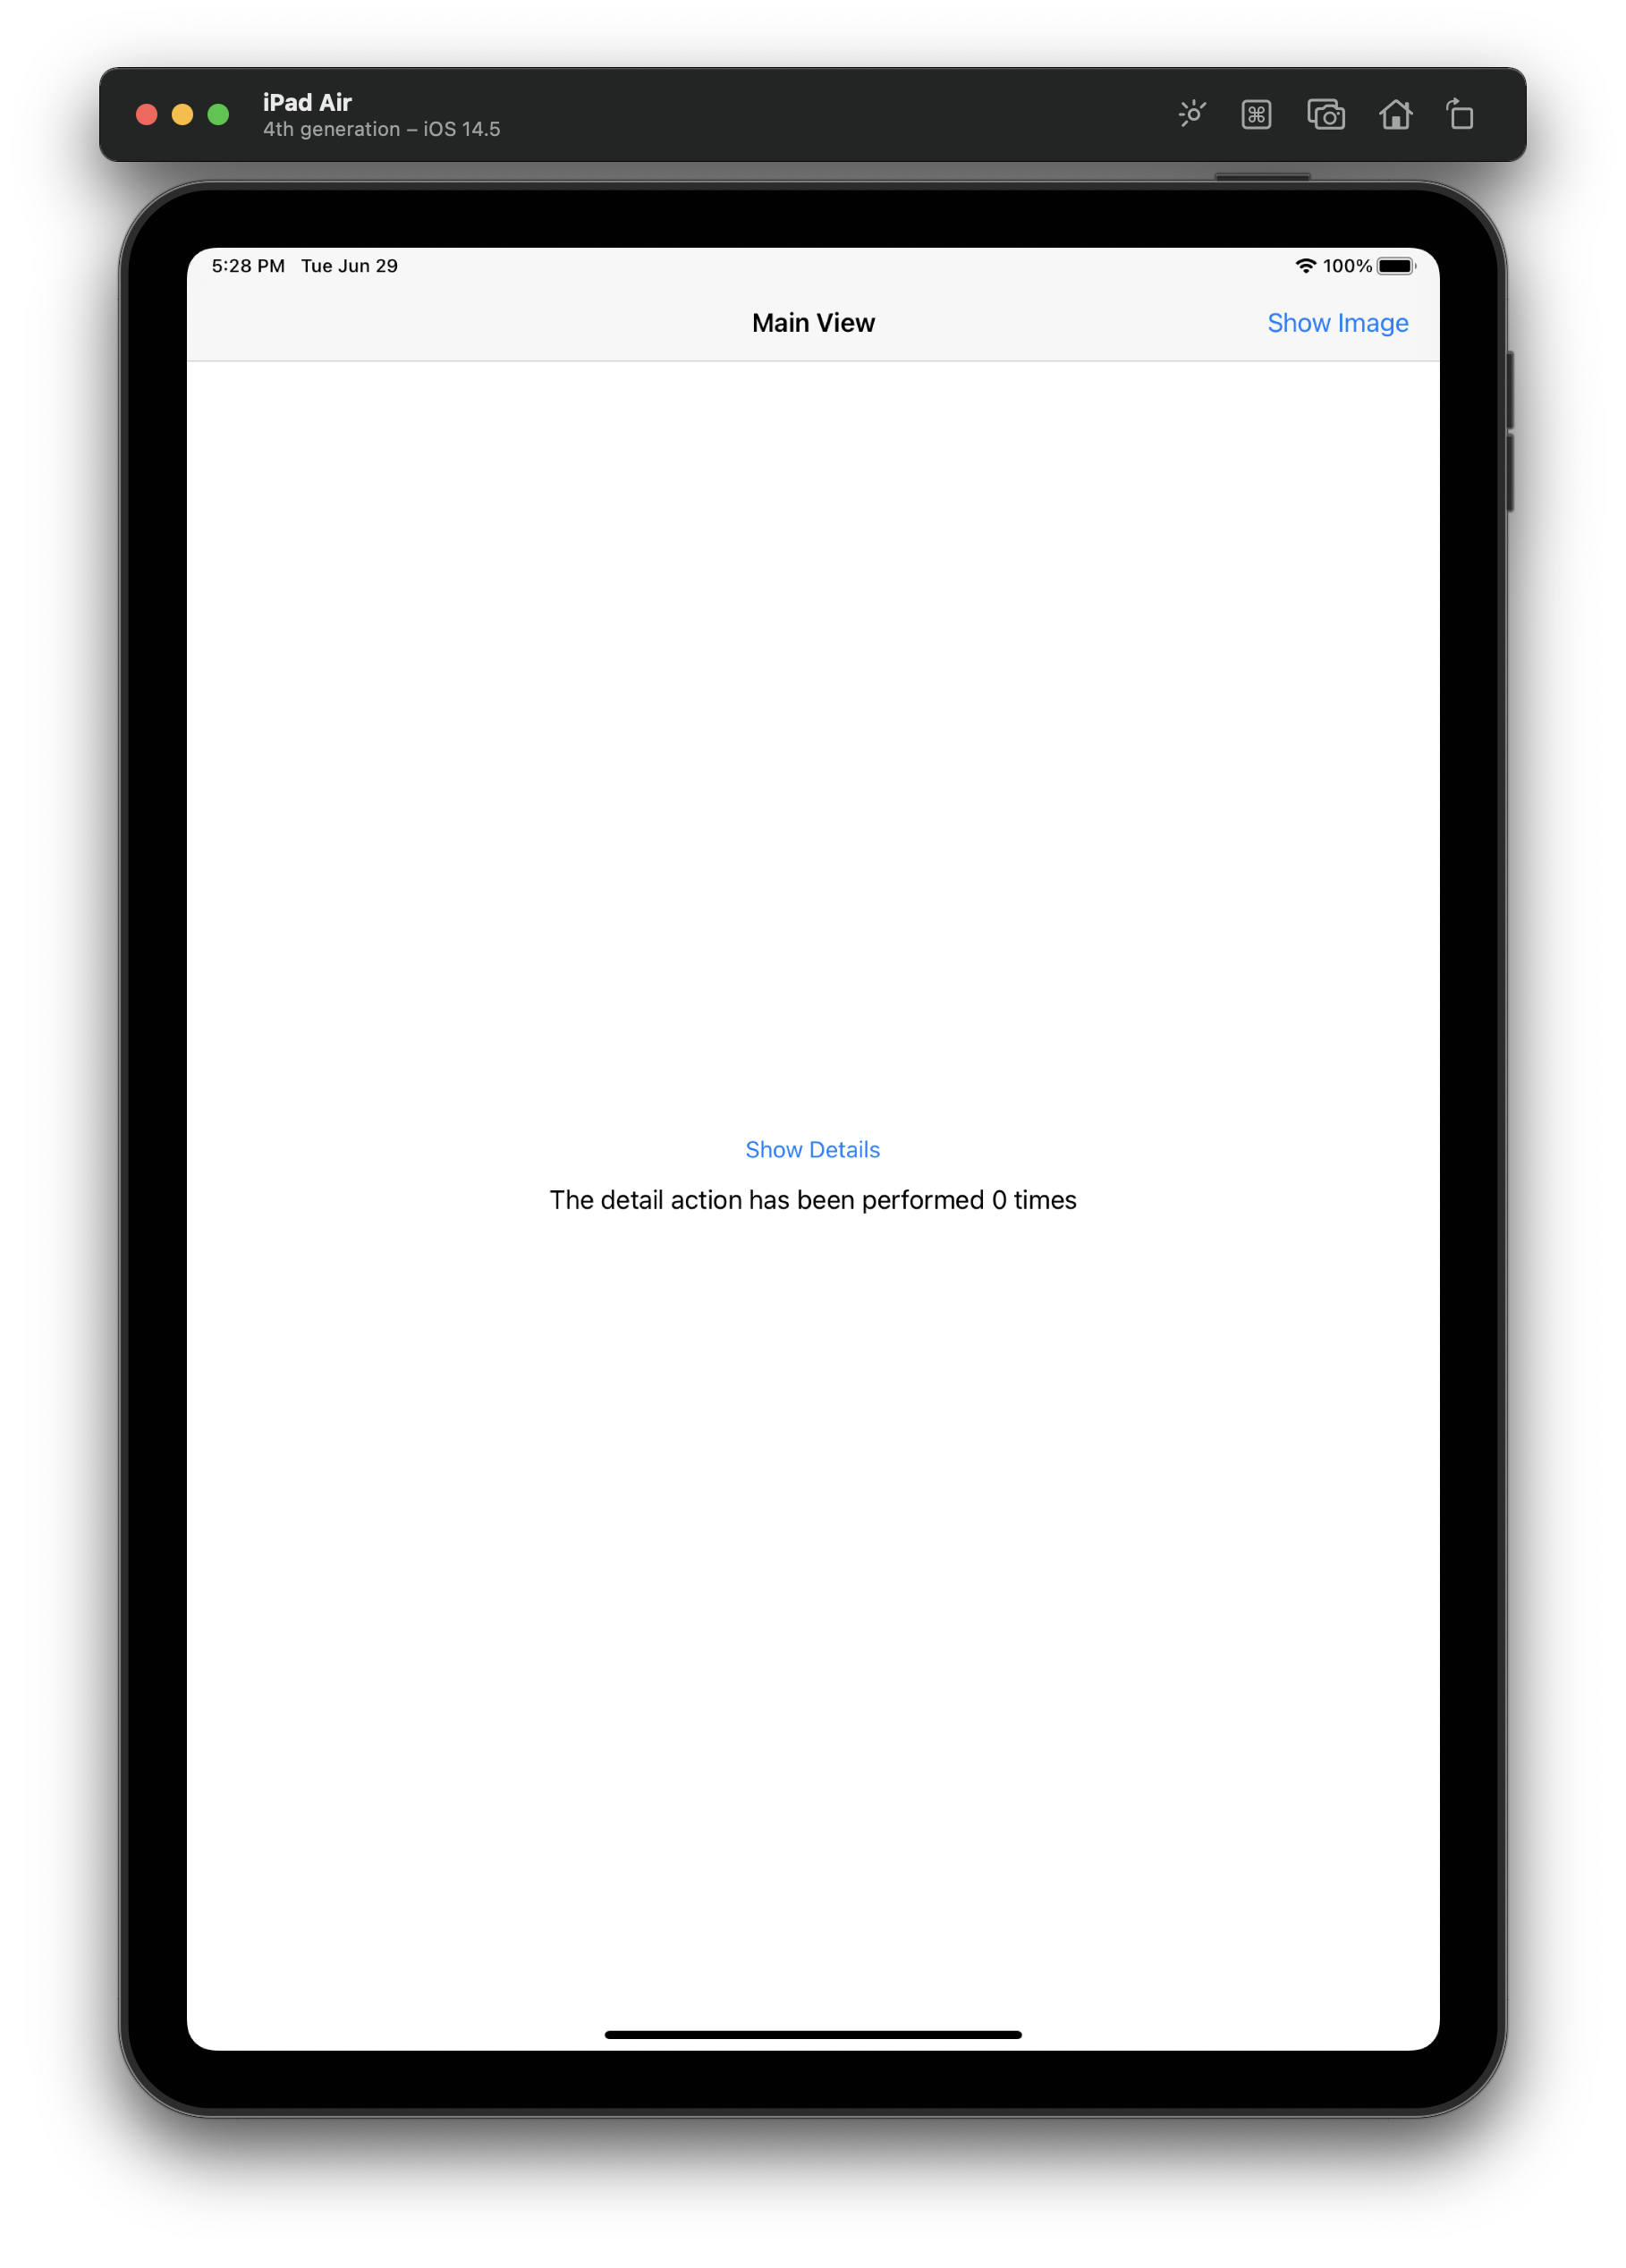 iPad Air
4th generation – iOS 14.5
5:28 PM Tue Jun 29 100%
Main View Show Image
Show Details
The detail action has been performed 0 times